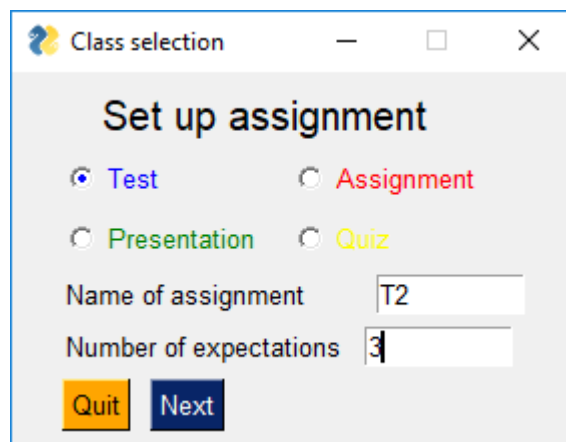 Class selection
Set up assignment
Test Assignment
Presentation Quiz
Name of assignment T2
Number of expectations 3
Quit Next